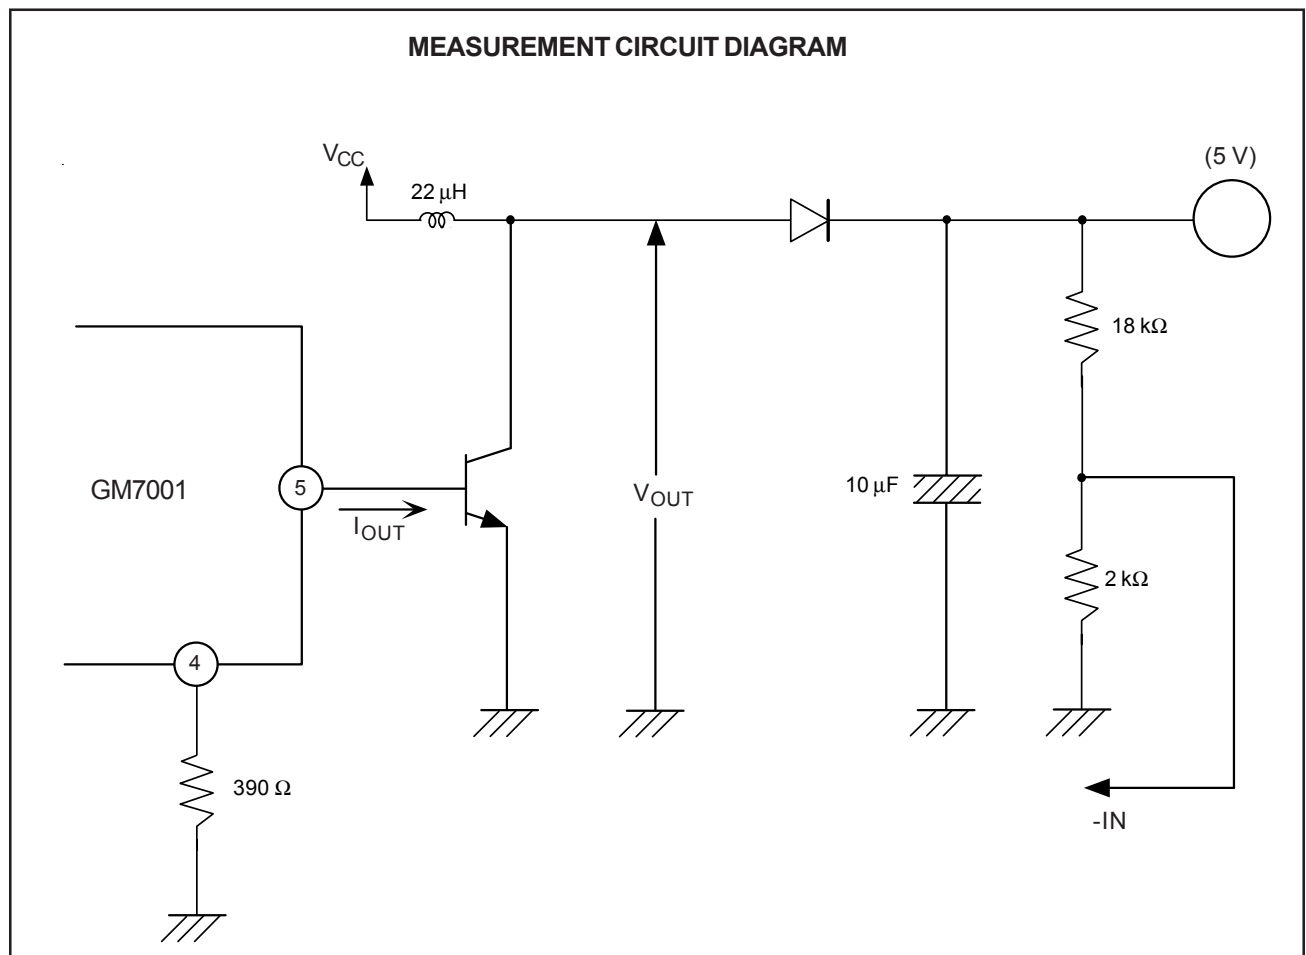 MEASUREMENT CIRCUIT DIAGRAM
VCC
22 μH
(5 V)
18 kΩ
GM7001
5
IOUT
VOUT
10 μF
2 kΩ
4
390 Ω
-IN